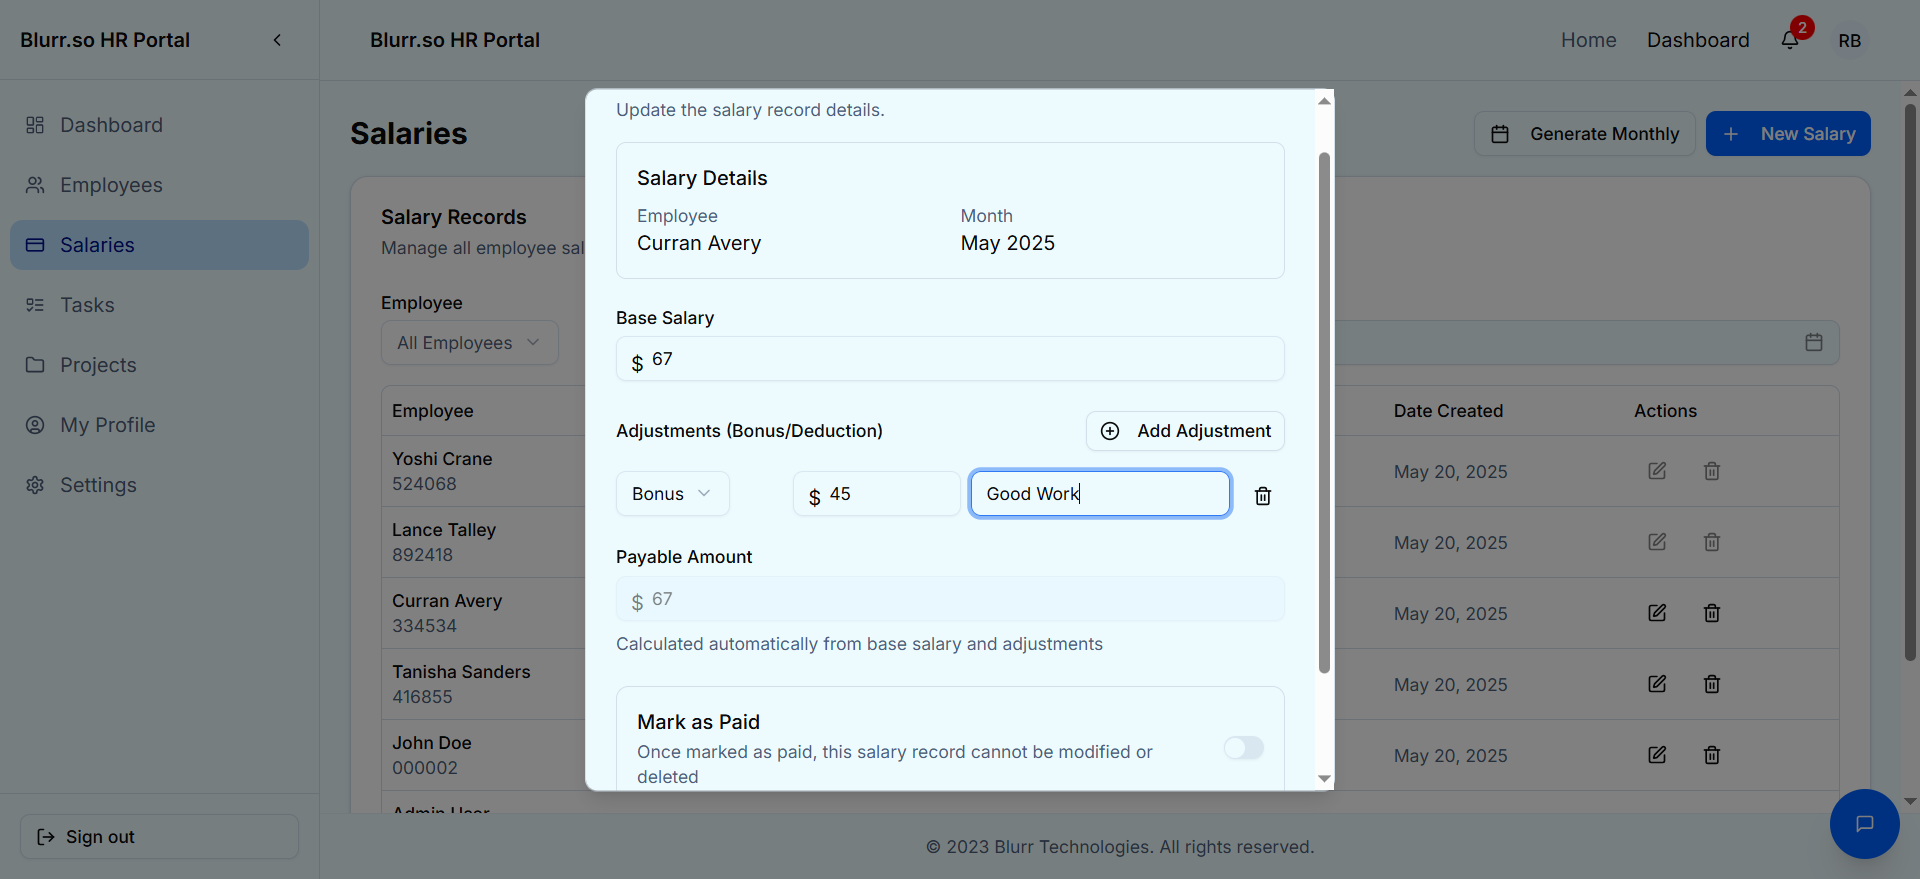 Blurr.so HR Portal
Blurr.so HR Portal
Home
Dashboard
2
RB
Dashboard
Employees
Salaries
Tasks
Projects
My Profile
Settings
Sign out
Salaries
Generate Monthly
New Salary
Salary Records
Manage all employee sal
Employee
All Employees
Employee
Date Created
Actions
Yoshi Crane
524068
May 20, 2025
Lance Talley
892418
May 20, 2025
Curran Avery
334534
May 20, 2025
Tanisha Sanders
416855
May 20, 2025
John Doe
000002
May 20, 2025
Admin User
Update the salary record details.
Salary Details
Employee
Month
Curran Avery
May 2025
Base Salary
$ 67
Adjustments (Bonus/Deduction)
Add Adjustment
Bonus
$ 45
Good Work
Payable Amount
$ 67
Calculated automatically from base salary and adjustments
Mark as Paid
Once marked as paid, this salary record cannot be modified or
deleted
© 2023 Blurr Technologies. All rights reserved.